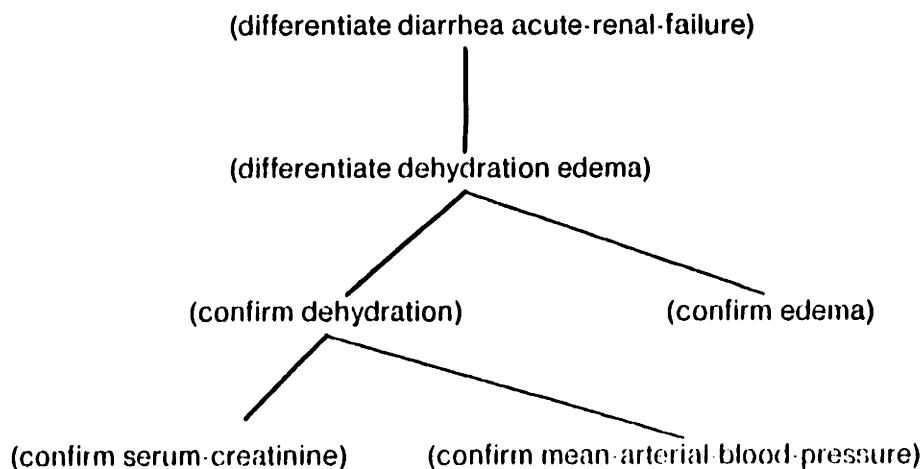 (differentiate diarrhea acute-renal-failure)
(differentiate dehydration edema)
(confirm dehydration) (confirm edema)
(confirm serum-creatinine) (confirm mean-arterial-blood-pressure)